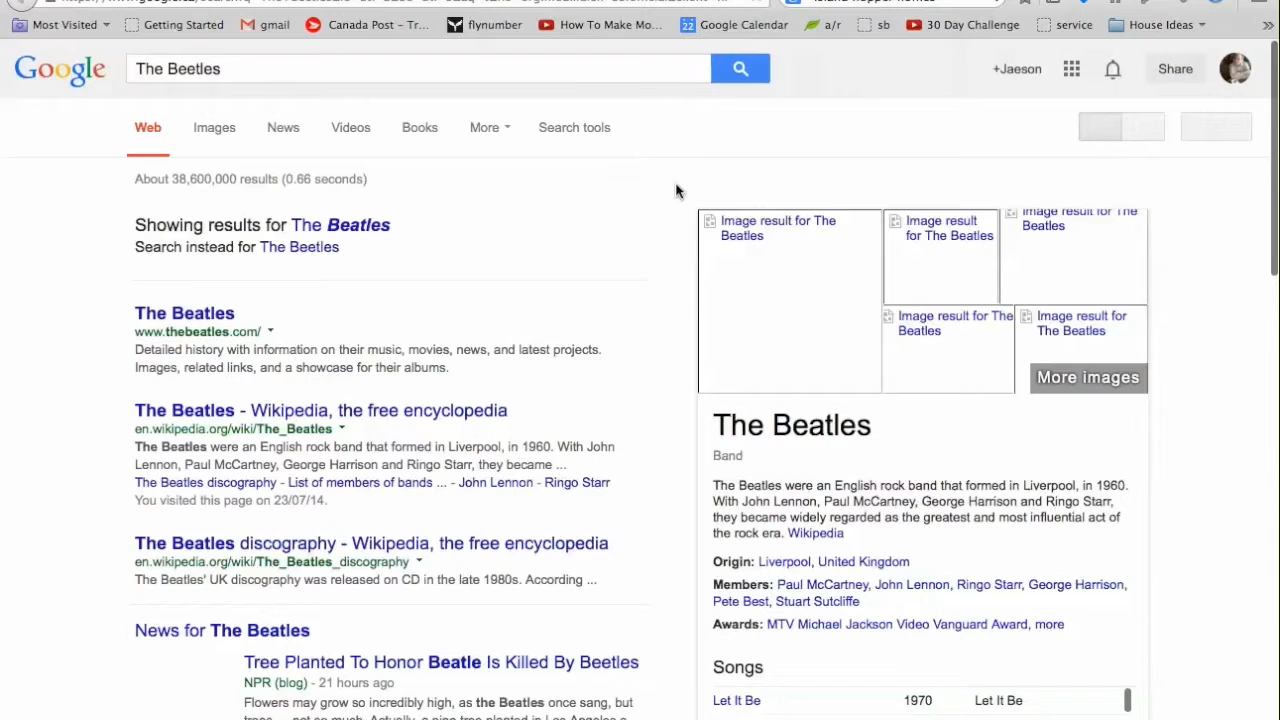 Most Visited Getting Started gmail Canada Post – Tr... flynumber How To Make Mo... 22 Google Calendar a/r sb 30 Day Challenge service House Ideas »
Google The Beetles +Jaeson Share
Web Images News Videos Books More Search tools
About 38,600,000 results (0.66 seconds)
Showing results for The Beatles
Search instead for The Beetles
The Beatles
www.thebeatles.com/
Detailed history with information on their music, movies, news, and latest projects.
Images, related links, and a showcase for their albums.
The Beatles - Wikipedia, the free encyclopedia
en.wikipedia.org/wiki/The_Beatles
The Beatles were an English rock band that formed in Liverpool, in 1960. With John
Lennon, Paul McCartney, George Harrison and Ringo Starr, they became ...
The Beatles discography - List of members of bands ... - John Lennon - Ringo Starr
You visited this page on 23/07/14.
The Beatles discography - Wikipedia, the free encyclopedia
en.wikipedia.org/wiki/The_Beatles_discography
The Beatles' UK discography was released on CD in the late 1980s. According ...
News for The Beatles
Tree Planted To Honor Beatle Is Killed By Beetles
NPR (blog) - 21 hours ago
Flowers may grow so incredibly high, as the Beatles once sang, but
Image result for The
Beatles
Image result
for The Beatles
Image result for The
Beatles
Image result for The
Beatles
Image result for
The Beatles
More images
The Beatles
Band
The Beatles were an English rock band that formed in Liverpool, in 1960.
With John Lennon, Paul McCartney, George Harrison and Ringo Starr,
they became widely regarded as the greatest and most influential act of
the rock era. Wikipedia
Origin: Liverpool, United Kingdom
Members: Paul McCartney, John Lennon, Ringo Starr, George Harrison,
Pete Best, Stuart Sutcliffe
Awards: MTV Michael Jackson Video Vanguard Award, more
Songs
Let It Be 1970 Let It Be